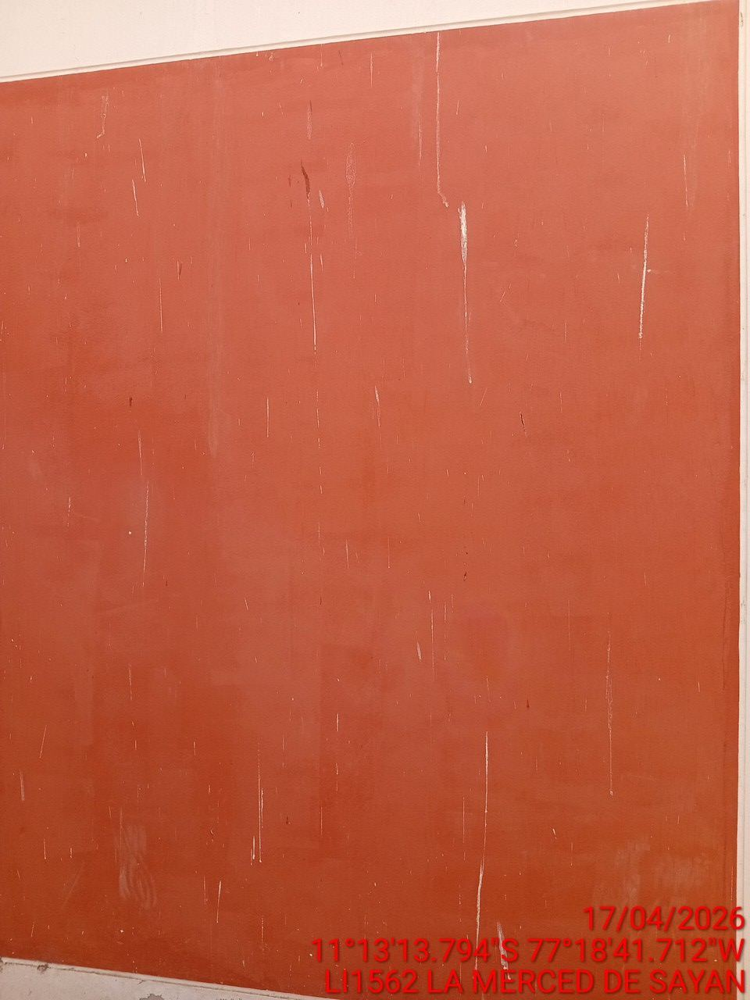 17/04/2026
11°13'13.794"S 77°18'41.712"W
LI1562 LA MERCED DE SAYAN